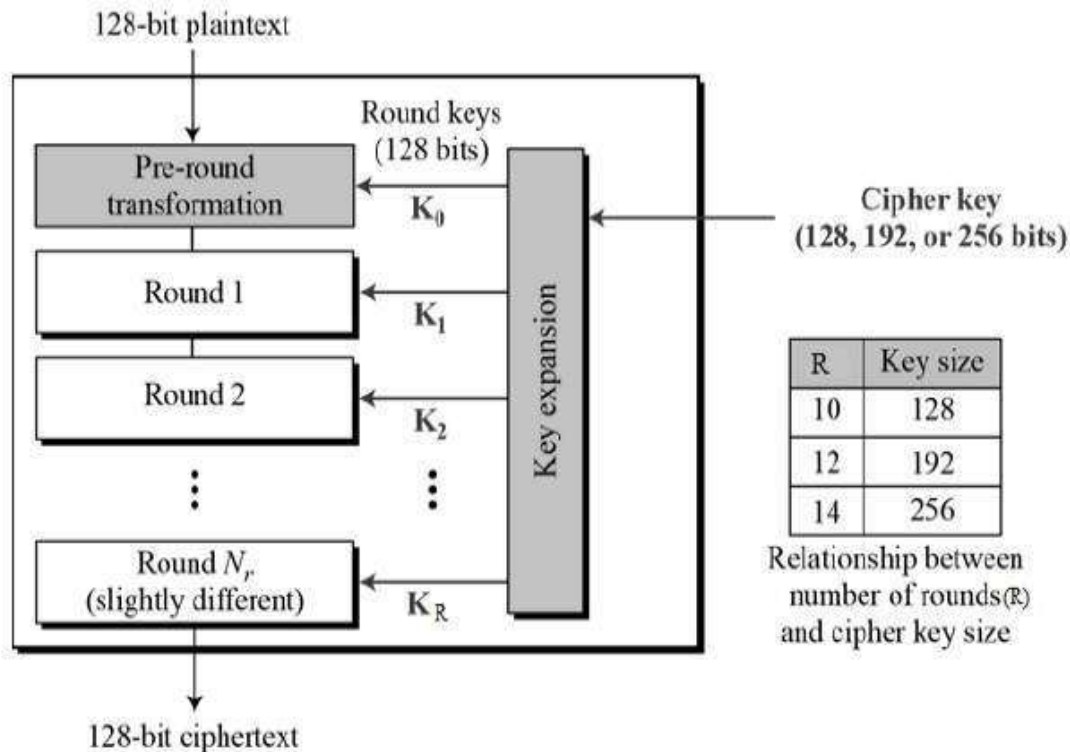 128-bit plaintext
Round keys
(128 bits)
Pre-round
transformation
K0
Cipher key
(128, 192, or 256 bits)
Round 1
K1
Round 2
K2
Key expansion
Round Nr
(slightly different)
KR
128-bit ciphertext
R Key size
10 128
12 192
14 256
Relationship between
number of rounds(R)
and cipher key size